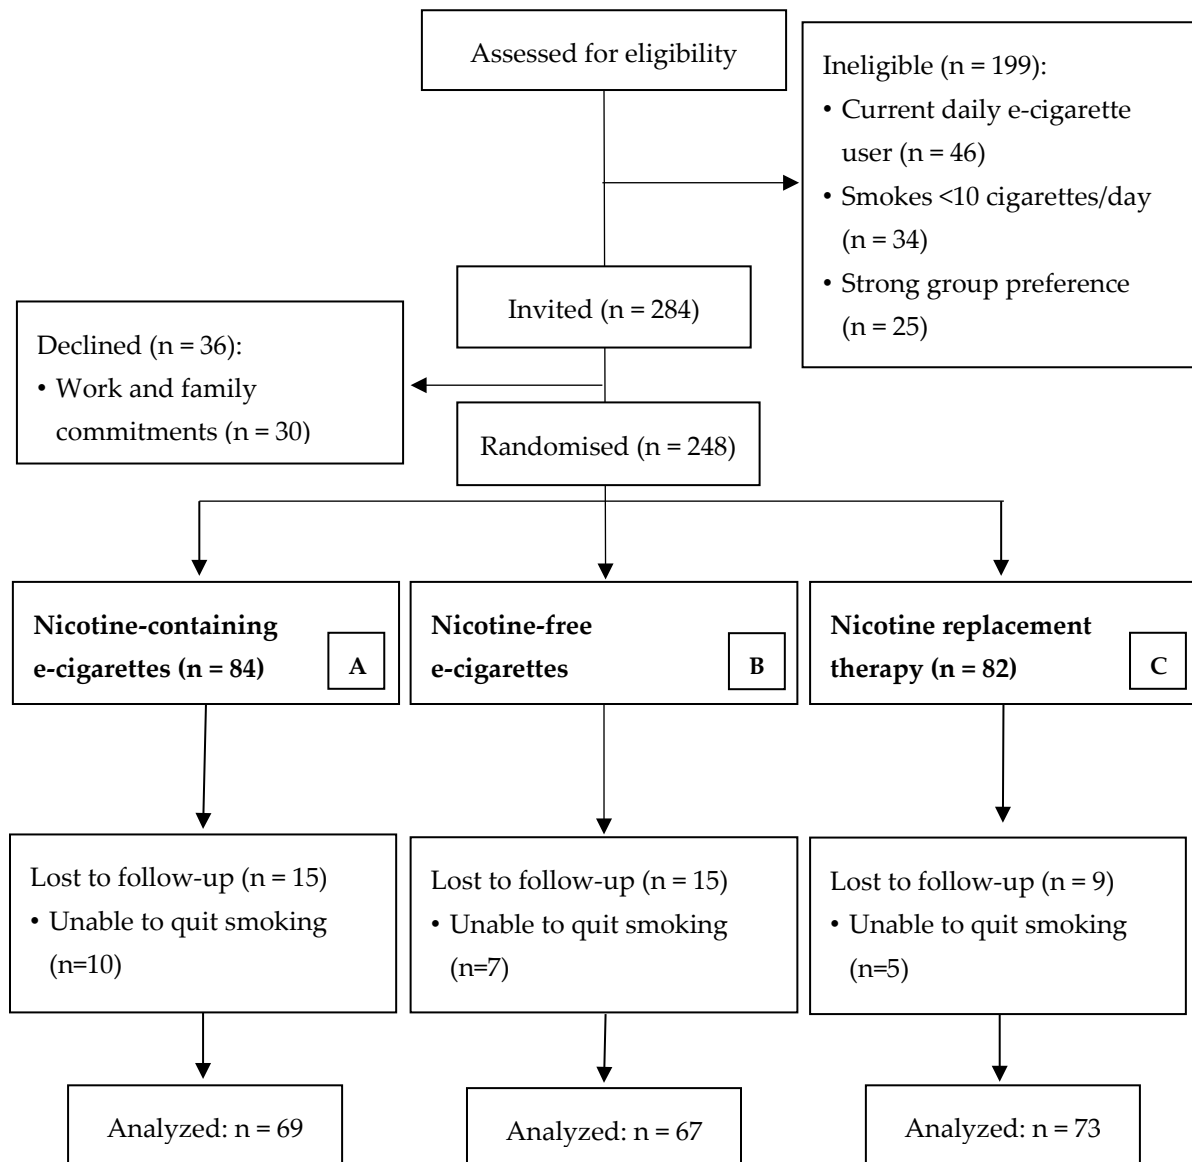 Assessed for eligibility
Ineligible (n = 199):
• Current daily e-cigarette
user (n = 46)
• Smokes <10 cigarettes/day
(n = 34)
• Strong group preference
(n = 25)
Invited (n = 284)
Declined (n = 36):
• Work and family
commitments (n = 30)
Randomised (n = 248)
Nicotine-containing
e-cigarettes (n = 84)
A
Nicotine-free
e-cigarettes
B
Nicotine replacement
therapy (n = 82)
C
Lost to follow-up (n = 15)
• Unable to quit smoking
(n=10)
Lost to follow-up (n = 15)
• Unable to quit smoking
(n=7)
Lost to follow-up (n = 9)
• Unable to quit smoking
(n=5)
Analyzed: n = 69
Analyzed: n = 67
Analyzed: n = 73